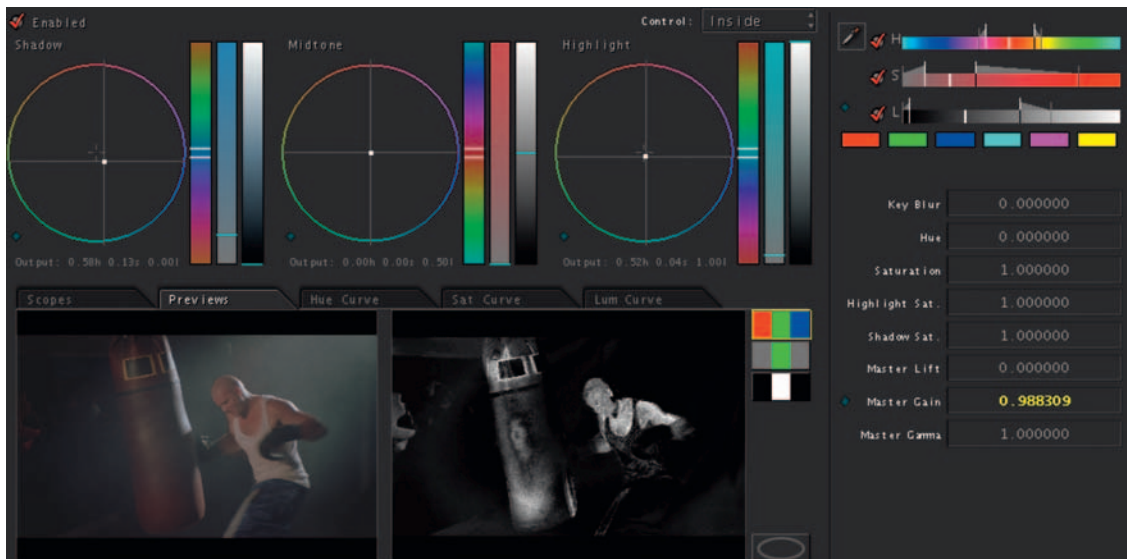 Enabled
Control: Inside
Shadow
Midtone
Highlight
H
S
L
Output: 0.58h 0.13s 0.00l
Output: 0.00h 0.00s 0.50l
Output: 0.52h 0.04s 1.00l
Scopes
Previews
Hue Curve
Sat Curve
Lum Curve
Key Blur 0.000000
Hue 0.000000
Saturation 1.000000
Highlight Sat. 1.000000
Shadow Sat. 1.000000
Master Lift 0.000000
Master Gain 0.988309
Master Gamma 1.000000